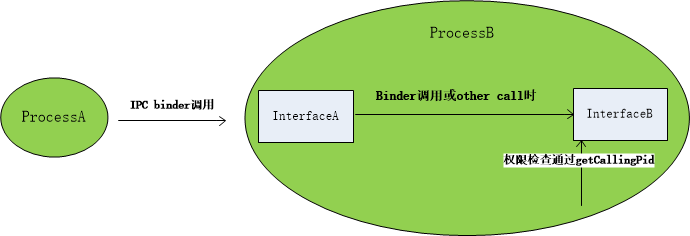 ProcessB
IPC binder调用
Binder调用或other call时
ProcessA
InterfaceA
InterfaceB
权限检查通过getCallingPid